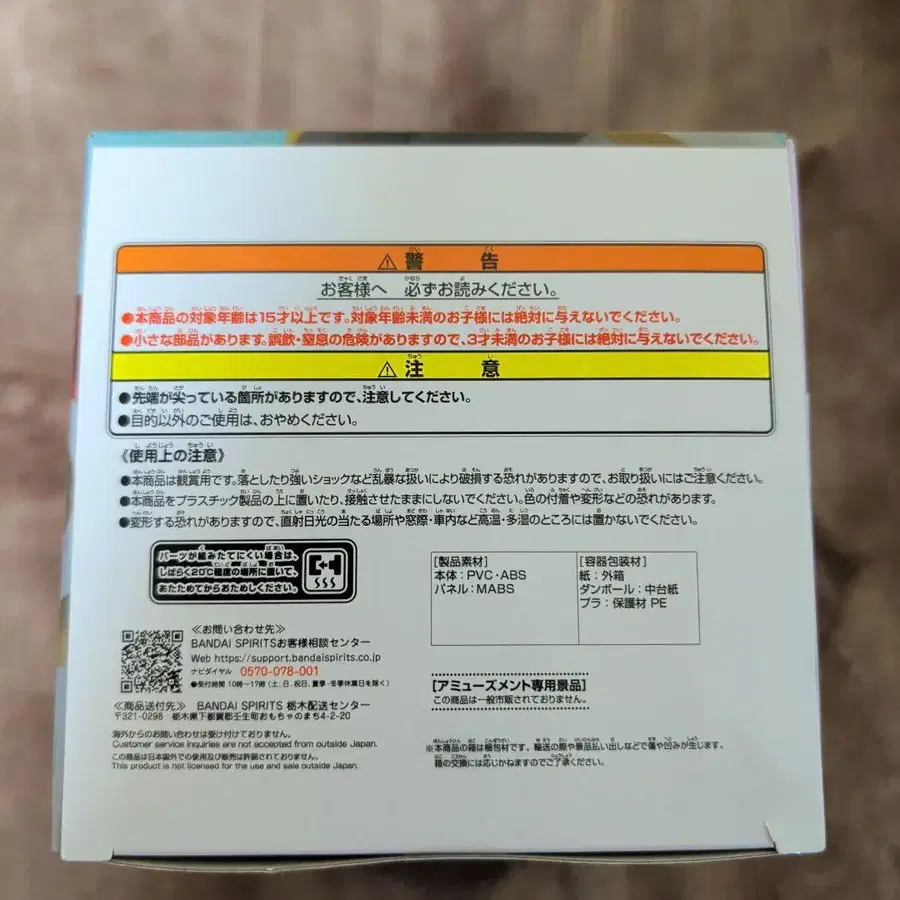 ⚠警告
お客様へ 必ずお読みください。
●本商品の対象年齢は15才以上です。対象年齢未満のお子様には絶対に与えないでください。
●小さな部品があります。誤飲・窒息の危険がありますので、3才未満のお子様には絶対に与えないでください。
⚠注意
●先端が尖っている箇所がありますので、注意してください。
●目的以外のご使用は、おやめください。
《使用上の注意》
●本商品は観賞用です。落としたり強いショックなど乱暴な扱いにより破損する恐れがありますので、お取り扱いにはご注意ください。
●本商品をプラスチック製品の上に置いたり、接触させたままにしないでください。色の付着や変形などの恐れがあります。
●変形する恐れがありますので、直射日光の当たる場所や窓際・車内など高温・多湿のところには置かないでください。
パーツが組みたてにくい場合は、
しばらく20℃程度の場所に置いて、
あたためてからおためしください。
[製品素材]
本体:PVC・ABS
パネル:MABS
[容器包装材]
紙:外箱
ダンボール:中台紙
プラ:保護材 PE
≪お問い合わせ先≫
BANDAI SPIRITSお客様相談センター
Web https://support.bandaispirits.co.jp
ナビダイヤル 0570-078-001
●受付時間 10時〜17時(土、日、祝日、夏季・冬季休業日を除く)
≪商品送付先≫ BANDAI SPIRITS 栃木配送センター
〒321-0298 栃木県下都賀郡壬生町おもちゃのまち4-2-20
海外からのお問い合わせは受け付けておりません。
Customer service inquiries are not accepted from outside Japan.
この商品は日本国外での使用及び販売は許諾されておりません。
This product is not licensed for the use and sale outside Japan.
[アミューズメント専用景品]
この商品は一般市販されておりません。
※本商品の箱は梱包材です。輸送の際や景品払い出しなどで傷や凹みが生じます。
箱の交換には応じかねますのでご了承ください。